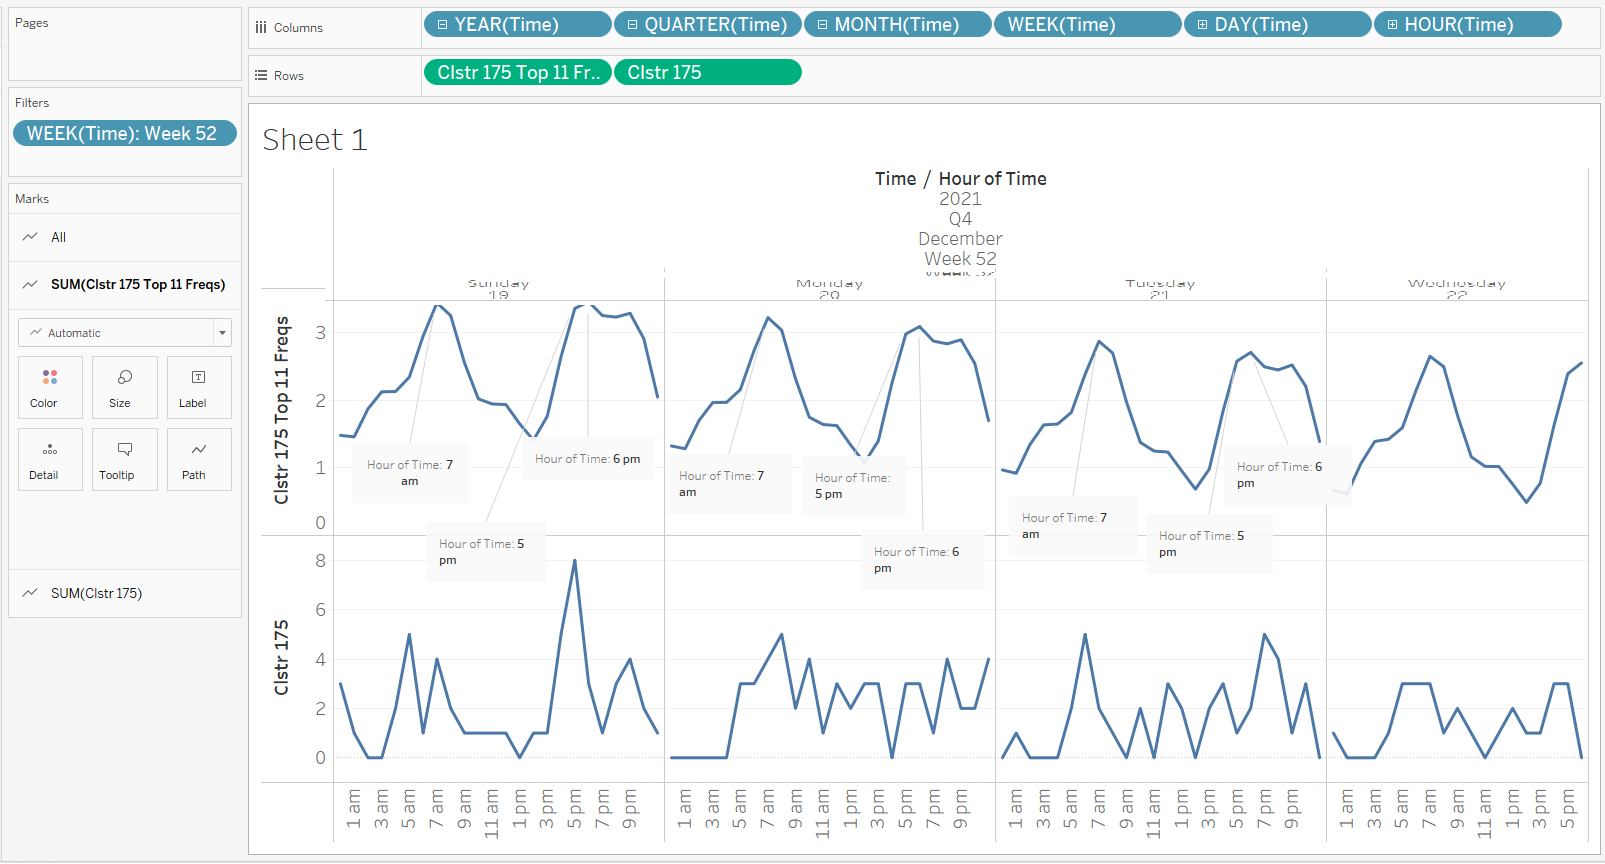 Pages
Columns
YEAR(Time)
QUARTER(Time)
MONTH(Time)
WEEK(Time)
DAY(Time)
HOUR(Time)
Rows
Clstr 175 Top 11 Fr..
Clstr 175
Filters
WEEK(Time): Week 52
Marks
All
SUM(Clstr 175 Top 11 Freqs)
Automatic
Color
Size
Label
Detail
Tooltip
Path
SUM(Clstr 175)
Sheet 1
Time / Hour of Time
2021
Q4
December
Week 52
Sunday
19
Monday
20
Tuesday
21
Wednesday
22
Clstr 175 Top 11 Freqs
3
2
1
0
Hour of Time: 7
am
Hour of Time: 6 pm
Hour of Time: 5
pm
Hour of Time: 7
am
Hour of Time:
5 pm
Hour of Time: 6
pm
Hour of Time: 7
am
Hour of Time: 5
pm
Hour of Time: 6
pm
Clstr 175
8
6
4
2
0
1 am
3 am
5 am
7 am
9 am
11 am
1 pm
3 pm
5 pm
7 pm
9 pm
1 am
3 am
5 am
7 am
9 am
11 am
1 pm
3 pm
5 pm
7 pm
9 pm
1 am
3 am
5 am
7 am
9 am
11 am
1 pm
3 pm
5 pm
7 pm
9 pm
1 am
3 am
5 am
7 am
9 am
11 am
1 pm
3 pm
5 pm